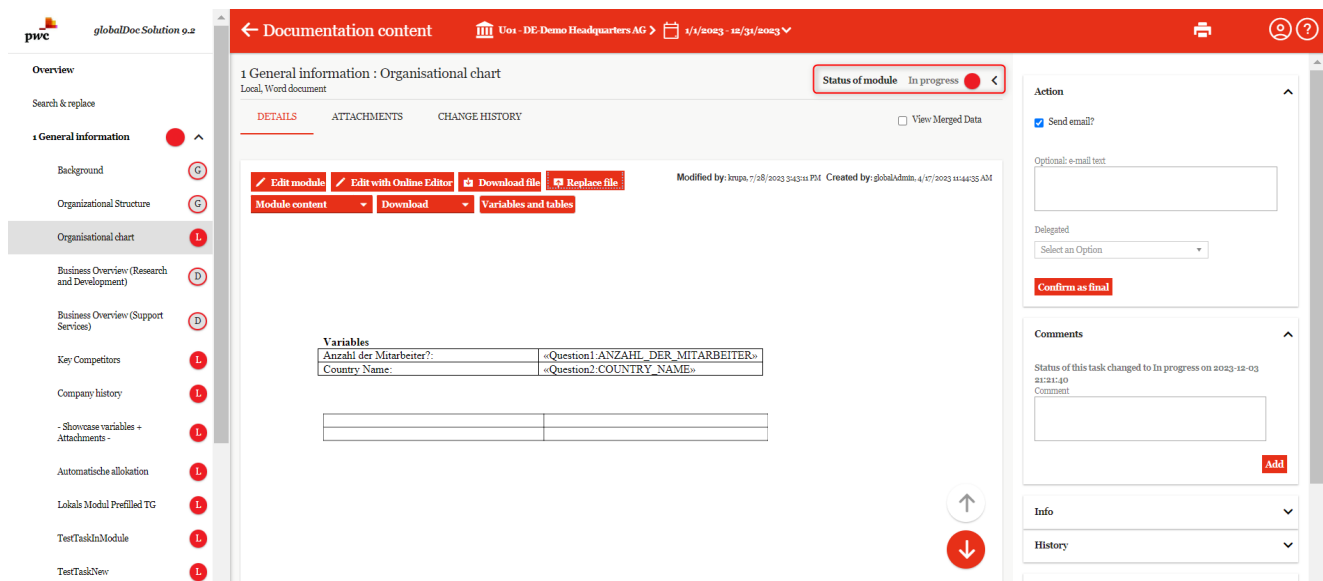 pwc
globalDoc Solution 9.2
Documentation content
U01 - DE-Demo Headquarters AG
1/1/2023 - 12/31/2023
?
Overview
Search & replace
1 General information
Background
G
Organizational Structure
G
Organisational chart
L
Business Overview (Research
and Development)
D
Business Overview (Support
Services)
D
Key Competitors
L
Company history
L
- Showcase variables +
Attachments -
L
Automatische allokation
L
Lokals Modul Prefilled TG
L
TestTaskInModule
L
TestTaskNew
L
1 General information : Organisational chart
Local, Word document
Status of module In progress
DETAILS
ATTACHMENTS
CHANGE HISTORY
View Merged Data
Edit module
Edit with Online Editor
Download file
Replace file
Modified by: krupa, 7/28/2023 3:43:11 PM Created by: globalAdmin, 4/17/2023 11:44:35 AM
Module content
Download
Variables and tables
Variables
Anzahl der Mitarbeiter?: «Question1:ANZAHL_DER_MITARBEITER»
Country Name: «Question2:COUNTRY_NAME»
Action
Send email?
Optional: e-mail text
Delegated
Select an Option
Confirm as final
Comments
Status of this task changed to In progress on 2023-12-03
21:21:40
Comment
Add
Info
History